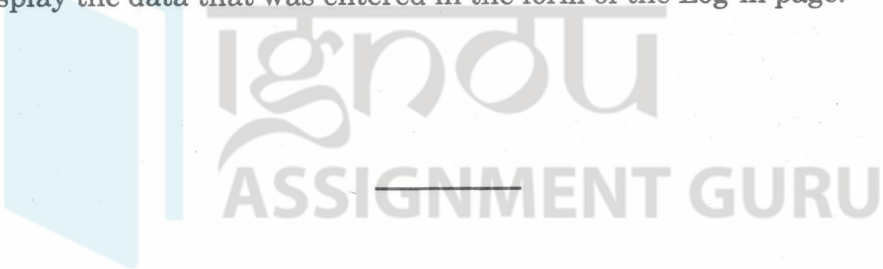 display the data that was entered in the form of the Log-in page.
ignou
ASSIGNMENT GURU